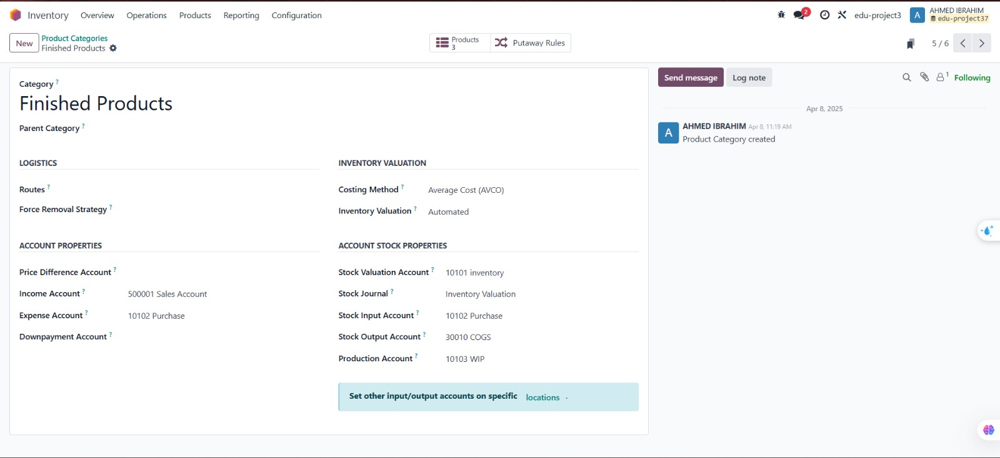 Inventory Overview Operations Products Reporting Configuration 2 edu-project3 A AHMED IBRAHIM
edu-project37
New Product Categories Products 3 Putaway Rules 5 / 6
Finished Products
Send message Log note 1 Following
Category ?
Finished Products
Parent Category ?
LOGISTICS
Routes ?
Force Removal Strategy ?
INVENTORY VALUATION
Costing Method ? Average Cost (AVCO)
Inventory Valuation ? Automated
ACCOUNT PROPERTIES
Price Difference Account ?
Income Account ? 500001 Sales Account
Expense Account ? 10102 Purchase
Downpayment Account ?
ACCOUNT STOCK PROPERTIES
Stock Valuation Account ? 10101 inventory
Stock Journal ? Inventory Valuation
Stock Input Account ? 10102 Purchase
Stock Output Account ? 30010 COGS
Production Account ? 10103 WIP
Set other input/output accounts on specific locations .
Apr 8, 2025
A AHMED IBRAHIM Apr 8, 11:19 AM
Product Category created